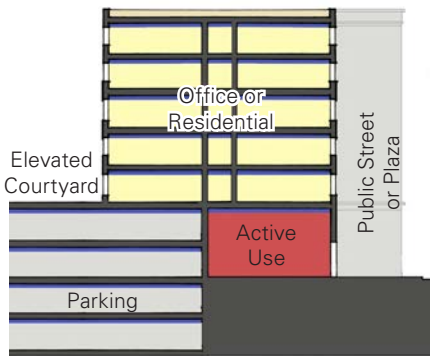 Office or
Residential
Elevated
Courtyard
Public Street
or Plaza
Active
Use
Parking